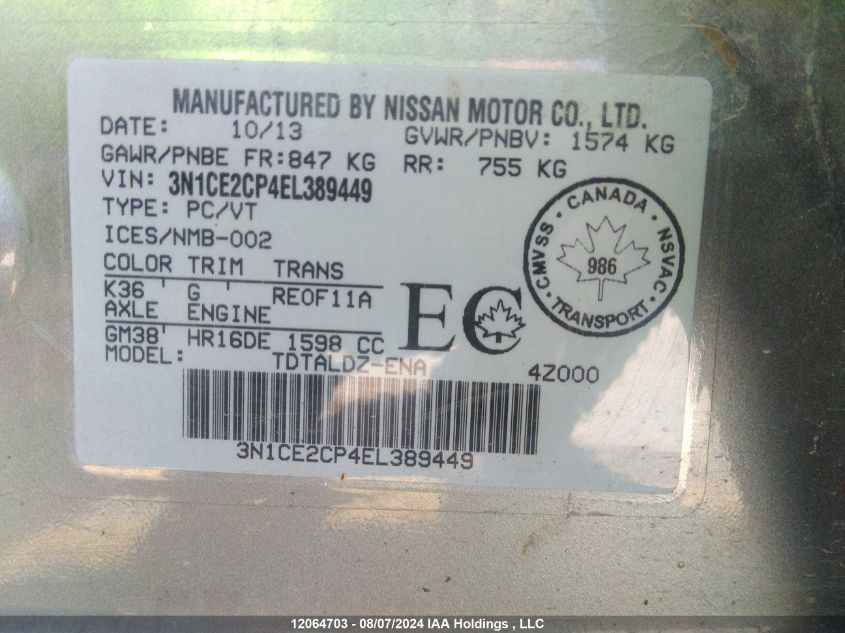 MANUFACTURED BY NISSAN MOTOR CO., LTD.
DATE: 10/13 GVWR/PNBV: 1574 KG
GAWR/PNBE FR:847 KG RR: 755 KG
VIN: 3N1CE2CP4EL389449
TYPE: PC/VT
ICES/NMB-002
COLOR TRIM TRANS
K36 ' G ' RE0F11A
AXLE ENGINE
GM38' HR16DE 1598 CC
MODEL: TDTALDZ-ENA 4Z000
EC
CMVSS · CANADA · NSVAC · TRANSPORT ·
986
3N1CE2CP4EL389449
12064703 - 08/07/2024 IAA Holdings , LLC